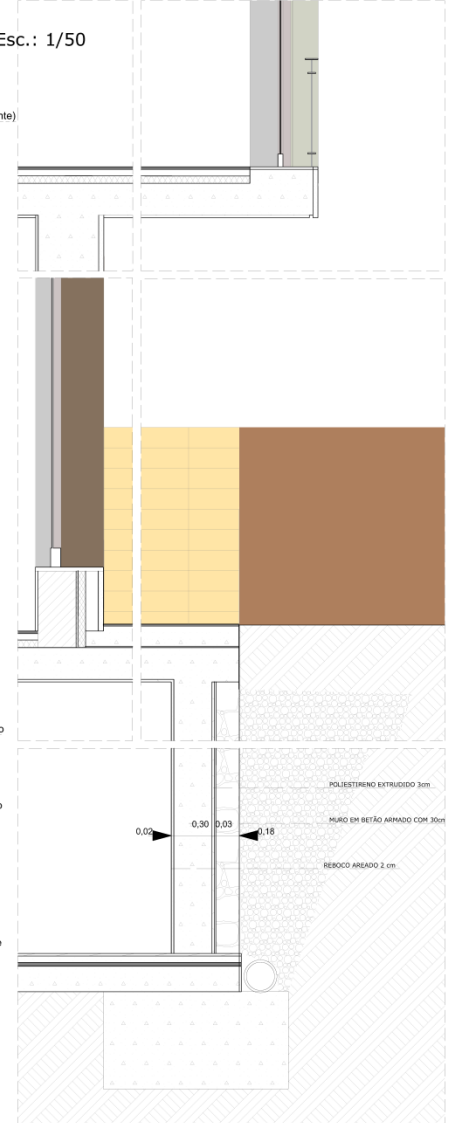 Esc.: 1/50
nte)
o
o
POLIESTIRENO EXTRUDIDO 3cm
MURO EM BETÃO ARMADO COM 30cm
0,02 0,30 0,03 0,18
REBOCO AREADO 2 cm
e